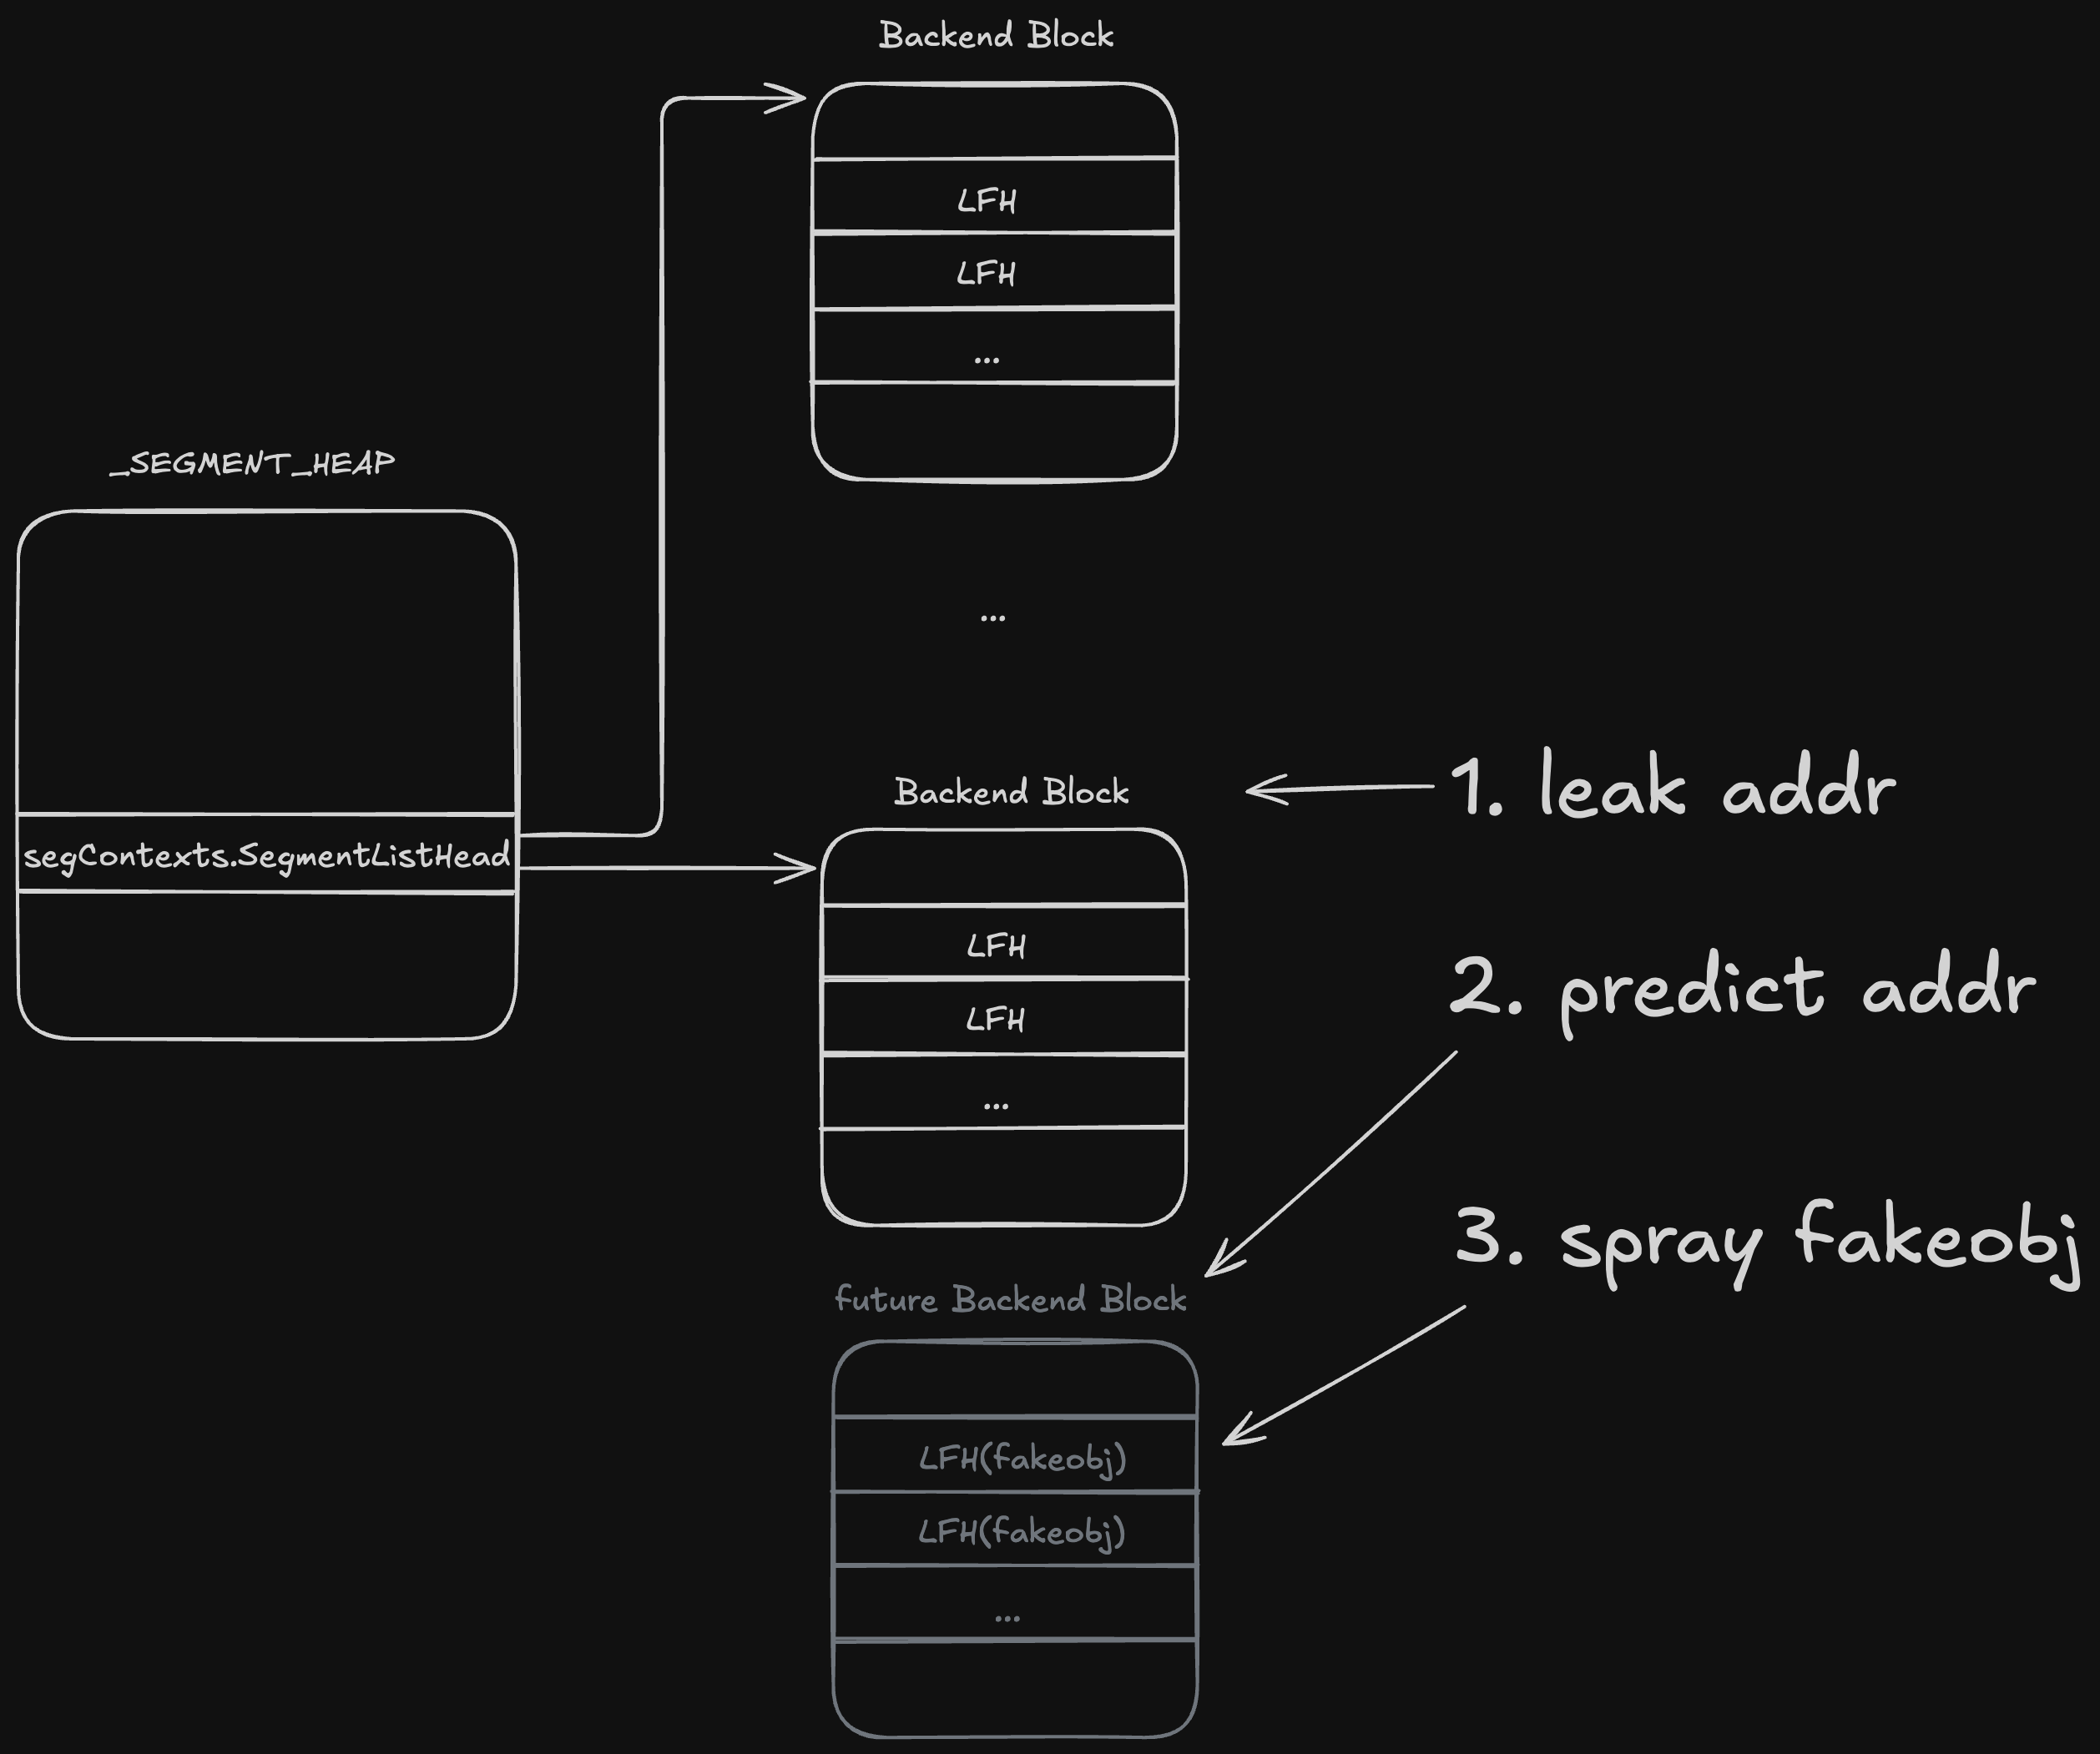 Backend Block
LFH
LFH
...
_SEGMENT_HEAP
...
segContexts.SegmentListHead
Backend Block
LFH
LFH
...
1. leak addr
2. predict addr
3. spray fakeobj
future Backend Block
LFH(fakeobj)
LFH(fakeobj)
...